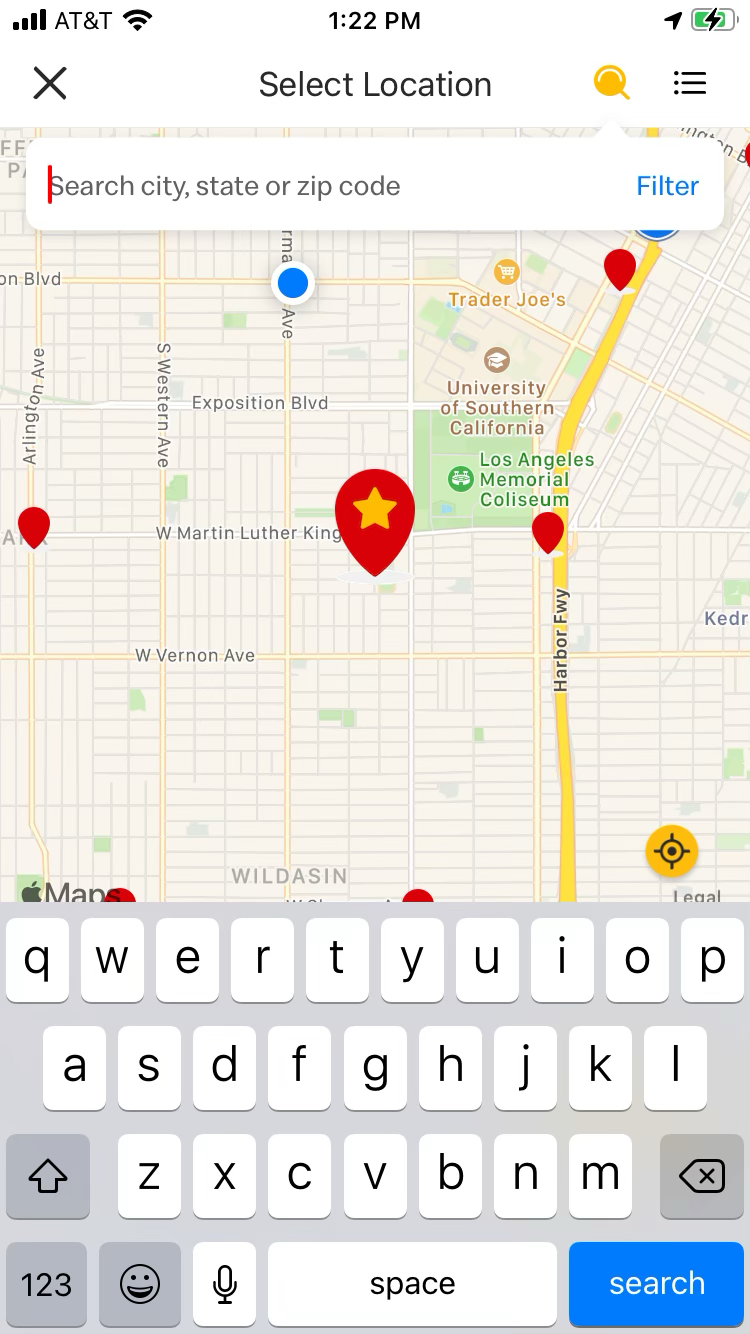 AT&T
1:22 PM
Select Location
Search city, state or zip code
Filter
on Blvd
Ave
Trader Joe's
Arlington Ave
S Western Ave
Exposition Blvd
University
of Southern
California
Los Angeles
Memorial
Coliseum
W Martin Luther King
Harbor Fwy
Kedr
W Vernon Ave
WILDASIN
Maps
Legal
q w e r t y u i o p
a s d f g h j k l
z x c v b n m
123
space
search